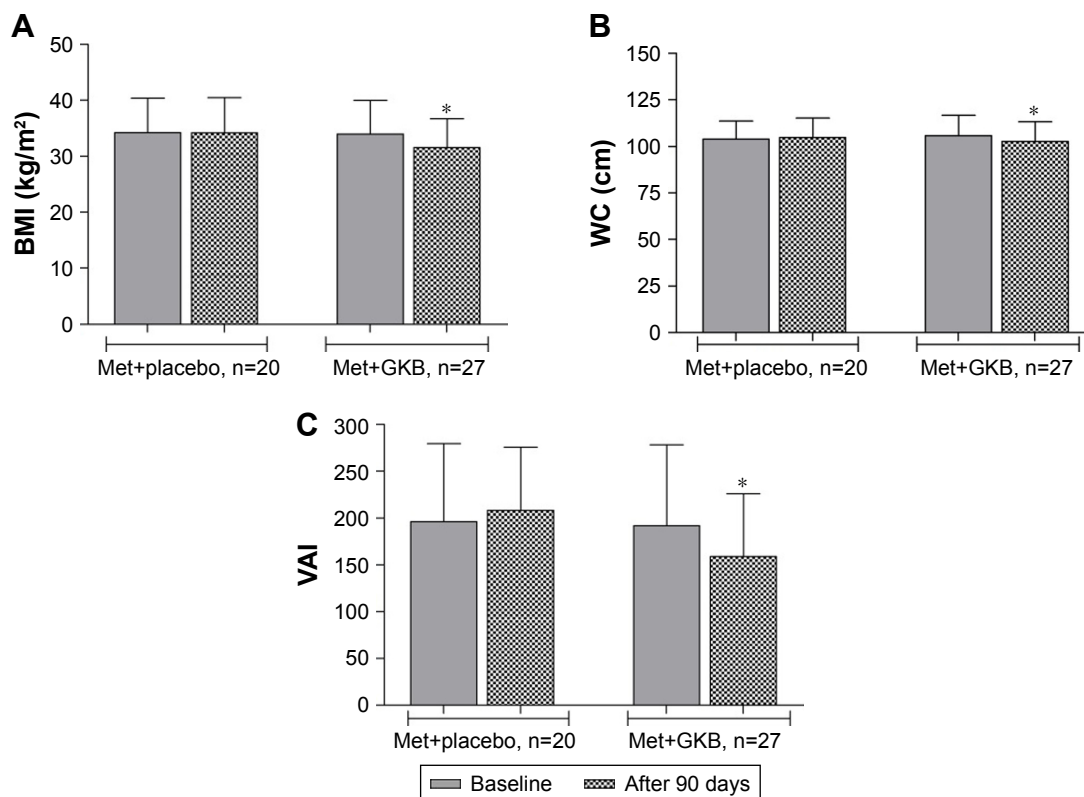 A
BMI (kg/m²)
50
40
30
20
10
0
*
Met+placebo, n=20 Met+GKB, n=27
B
WC (cm)
150
125
100
75
50
25
0
*
Met+placebo, n=20 Met+GKB, n=27
C
VAI
300
250
200
150
100
50
0
*
Met+placebo, n=20 Met+GKB, n=27
Baseline After 90 days